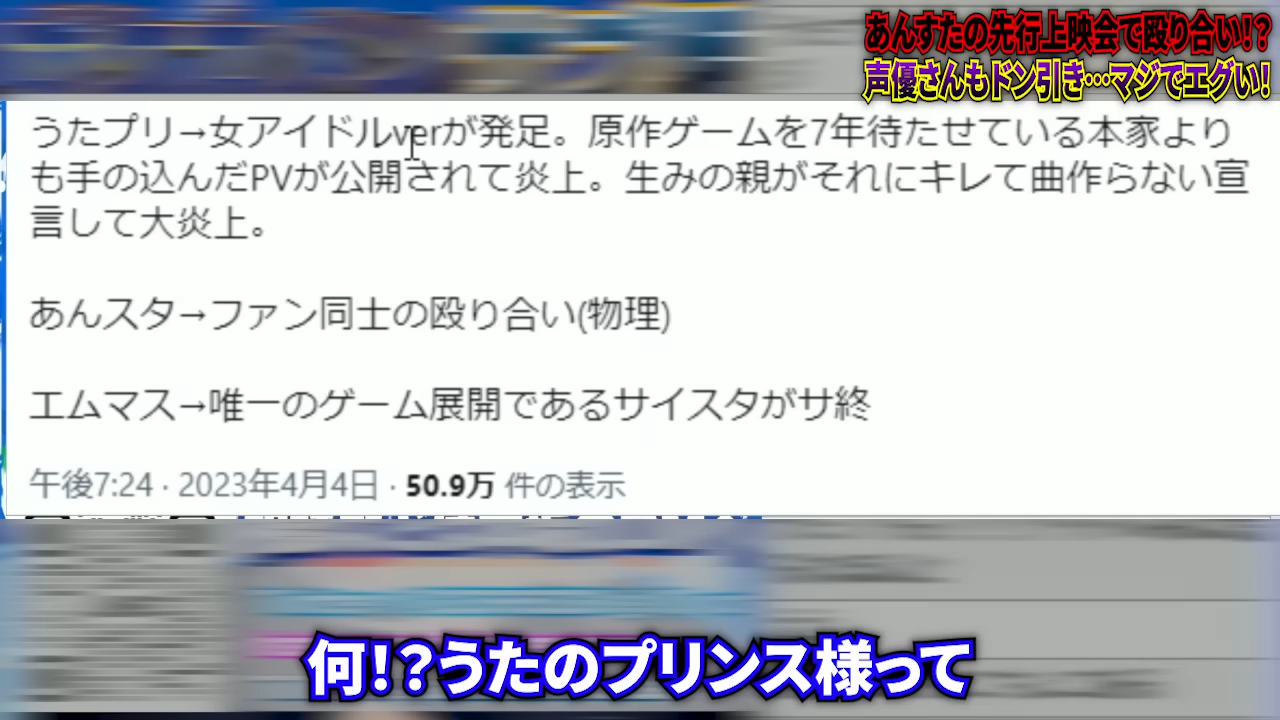 あんすたの先行上映会で殴り合い!?
声優さんもドン引き…マジでエグい!
うたプリ→女アイドルverが発足。原作ゲームを7年待たせている本家より
も手の込んだPVが公開されて炎上。生みの親がそれにキレて曲作らない宣
言して大炎上。
あんスタ→ファン同士の殴り合い(物理)
エムマス→唯一のゲーム展開であるサイスタがサ終
午後7:24 · 2023年4月4日 · 50.9万 件の表示
何!?うたのプリンス様って